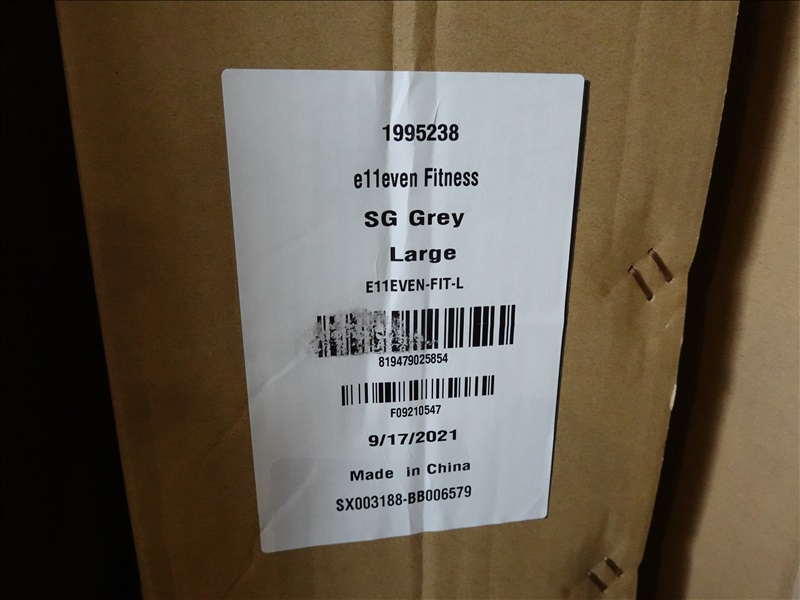 1995238
e11even Fitness
SG Grey
Large
E11EVEN-FIT-L
819479025854
F09210547
9/17/2021
Made in China
SX003188-BB006579